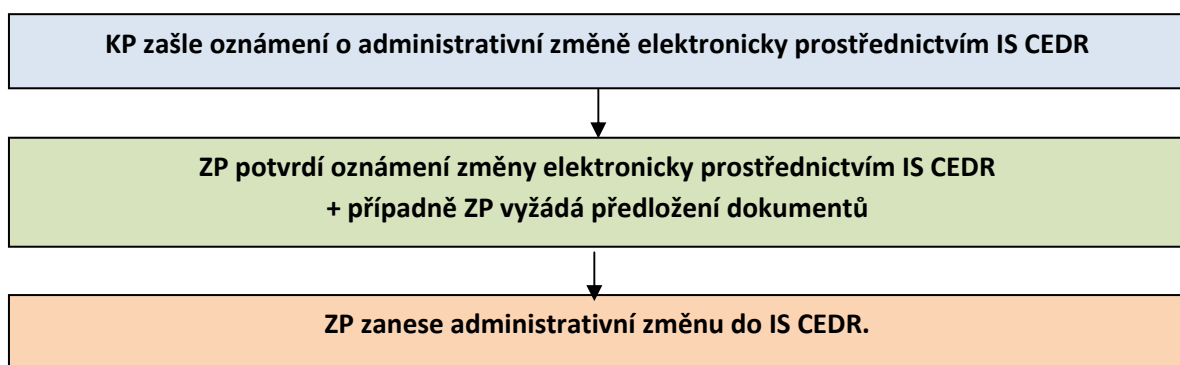 KP zašle oznámení o administrativní změně elektronicky prostřednictvím IS CEDR
ZP potvrdí oznámení změny elektronicky prostřednictvím IS CEDR
+ případně ZP vyžádá předložení dokumentů
ZP zanese administrativní změnu do IS CEDR.